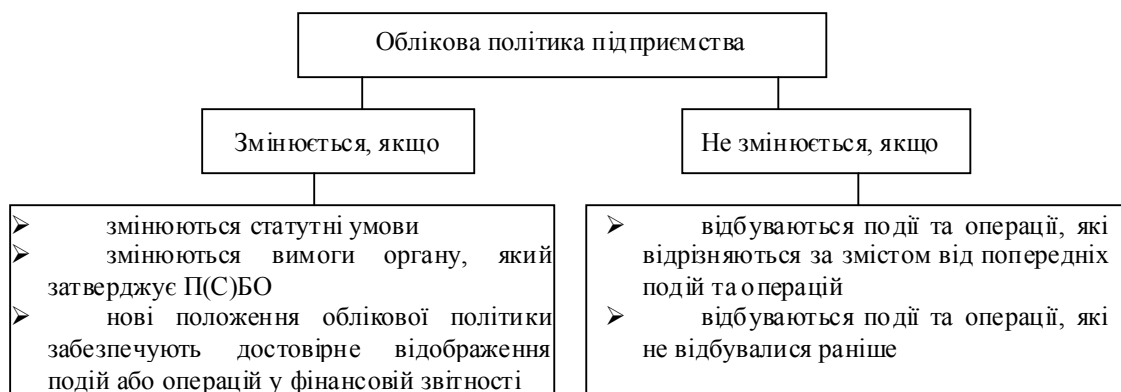 Облікова політика підприємства
Змінюється, якщо
Не змінюється, якщо
➢ змінюються статутні умови
➢ змінюються вимоги органу, який
затверджує П(С)БО
➢ нові положення облікової політики
забезпечують достовірне відображення
подій або операцій у фінансовій звітності
➢ відбуваються події та операції, які
відрізняються за змістом від попередніх
подій та операцій
➢ відбуваються події та операції, які
не відбувалися раніше